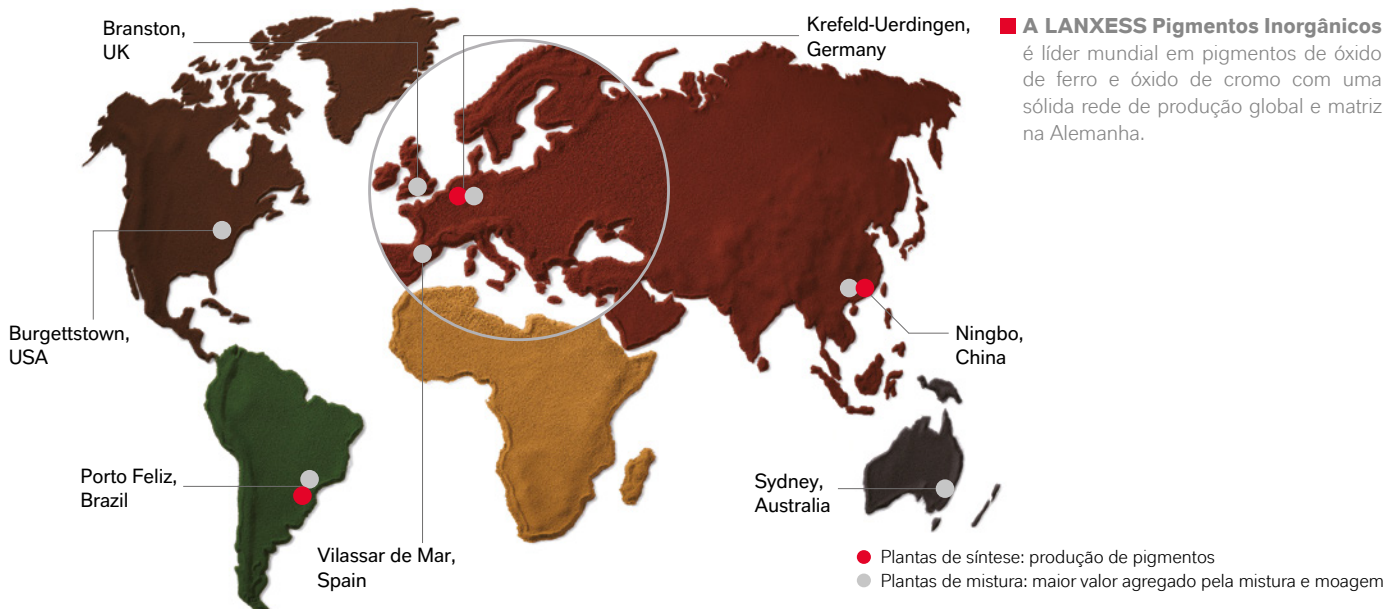 Branston,
UK
Krefeld-Uerdingen,
Germany
A LANXESS Pigmentos Inorgânicos
é líder mundial em pigmentos de óxido
de ferro e óxido de cromo com uma
sólida rede de produção global e matriz
na Alemanha.
Burgettstown,
USA
Ningbo,
China
Porto Feliz,
Brazil
Sydney,
Australia
Vilassar de Mar,
Spain
Plantas de síntese: produção de pigmentos
Plantas de mistura: maior valor agregado pela mistura e moagem